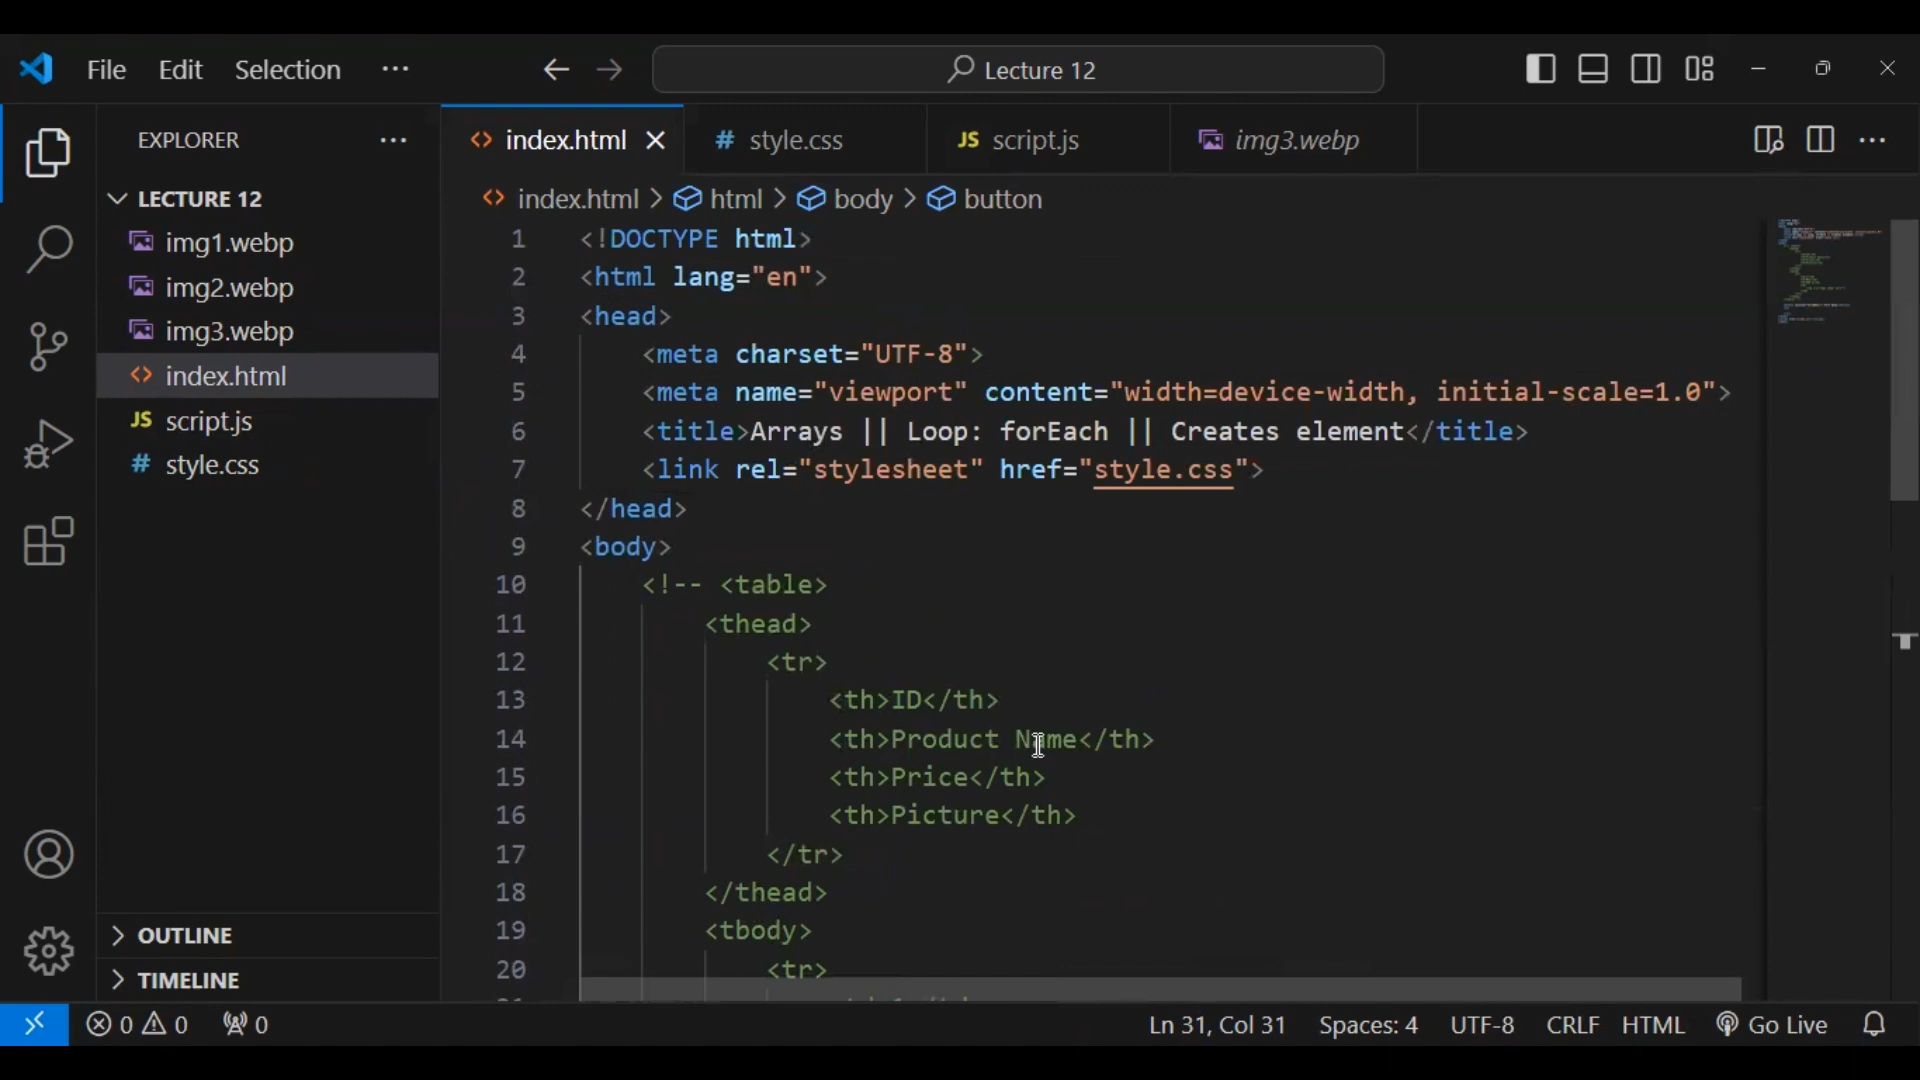 File Edit Selection ··· Lecture 12
EXPLORER ···
LECTURE 12
img1.webp
img2.webp
img3.webp
index.html
JS script.js
# style.css
OUTLINE
TIMELINE
index.html # style.css JS script.js img3.webp ···
index.html > html > body > button
1 <!DOCTYPE html>
2 <html lang="en">
3 <head>
4 <meta charset="UTF-8">
5 <meta name="viewport" content="width=device-width, initial-scale=1.0">
6 <title>Arrays || Loop: forEach || Creates element</title>
7 <link rel="stylesheet" href="style.css">
8 </head>
9 <body>
10 <!-- <table>
11 <thead>
12 <tr>
13 <th>ID</th>
14 <th>Product Name</th>
15 <th>Price</th>
16 <th>Picture</th>
17 </tr>
18 </thead>
19 <tbody>
20 <tr>
0 0 0 Ln 31, Col 31 Spaces: 4 UTF-8 CRLF HTML Go Live